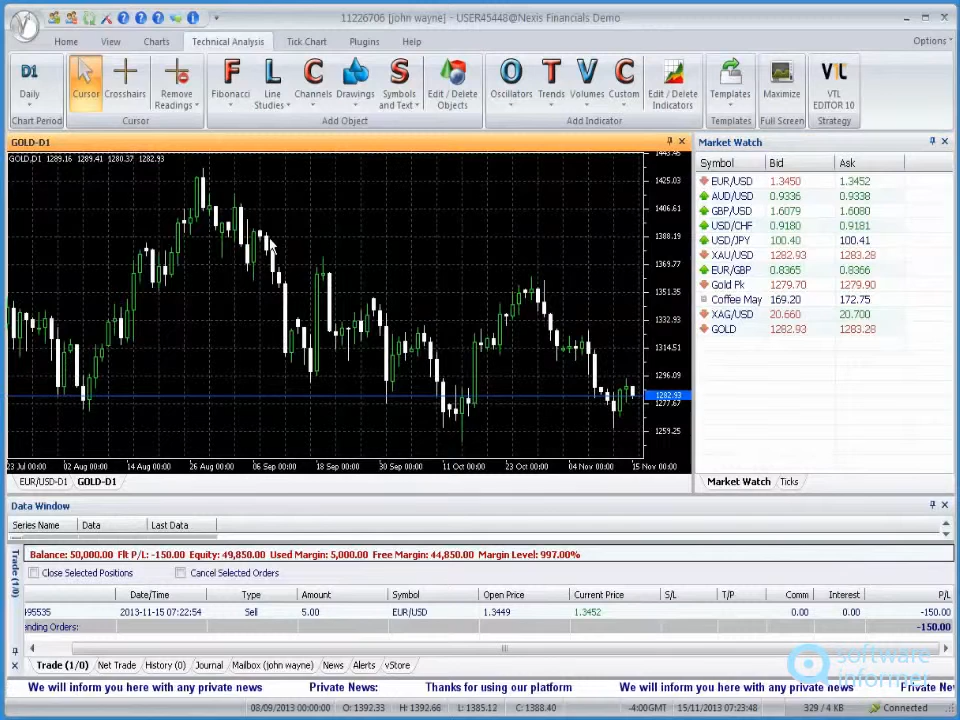 11226706 [john wayne] - USER45448@Nexis Financials Demo
Home View Charts Technical Analysis Tick Chart Plugins Help Options
D1 F L C S O T V C VTL
Daily Cursor Crosshairs Remove Readings Fibonacci Line Studies Channels Drawings Symbols and Text Edit / Delete Objects Oscillators Trends Volumes Custom Edit / Delete Indicators Templates Maximize VTL EDITOR 10
Chart Period Cursor Add Object Add Indicator Templates Full Screen Strategy
GOLD-D1
GOLD,D1 1289.16 1289.41 1280.37 1282.93
1443.46
1425.03
1406.61
1388.19
1369.77
1351.35
1332.93
1314.51
1296.09
1282.93
1277.67
1259.25
23 Jul 00:00 02 Aug 00:00 14 Aug 00:00 26 Aug 00:00 06 Sep 00:00 18 Sep 00:00 30 Sep 00:00 11 Oct 00:00 23 Oct 00:00 04 Nov 00:00 15 Nov 00:00
EUR/USD-D1 GOLD-D1
Market Watch
Symbol Bid Ask
EUR/USD 1.3450 1.3452
AUD/USD 0.9336 0.9338
GBP/USD 1.6079 1.6080
USD/CHF 0.9180 0.9181
USD/JPY 100.40 100.41
XAU/USD 1282.93 1283.28
EUR/GBP 0.8365 0.8366
Gold Pk 1279.70 1279.90
Coffee May 169.20 172.75
XAG/USD 20.660 20.700
GOLD 1282.93 1283.28
Market Watch Ticks
Data Window
Series Name Data Last Data
Trade (1/0)
Balance: 50,000.00 Flt P/L: -150.00 Equity: 49,850.00 Used Margin: 5,000.00 Free Margin: 44,850.00 Margin Level: 997.00%
Close Selected Positions Cancel Selected Orders
Date/Time Type Amount Symbol Open Price Current Price S/L T/P Comm Interest P/L
95535 2013-11-15 07:22:54 Sell 5.00 EUR/USD 1.3449 1.3452 0.00 0.00 -150.00
ending Orders: -150.00
Trade (1/0) Net Trade History (0) Journal Mailbox (john wayne) News Alerts vStore
software informer
We will inform you here with any private news Private News: Thanks for using our platform We will inform you here with any private news Private Ne
08/09/2013 00:00:00 O: 1392.33 H: 1392.66 L: 1385.12 C: 1388.40 -4:00GMT 15/11/2013 07:23:48 329 / 4 KB Connected